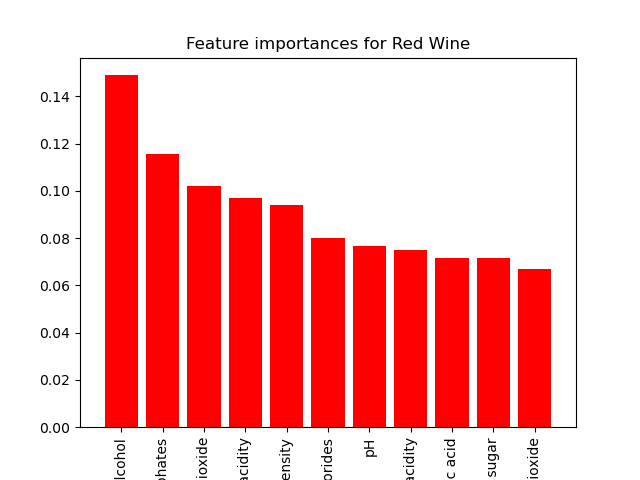 Feature importances for Red Wine
0.14
0.12
0.10
0.08
0.06
0.04
0.02
0.00
lcohol
phates
ioxide
acidity
ensity
orides
pH
acidity
c acid
sugar
ioxide